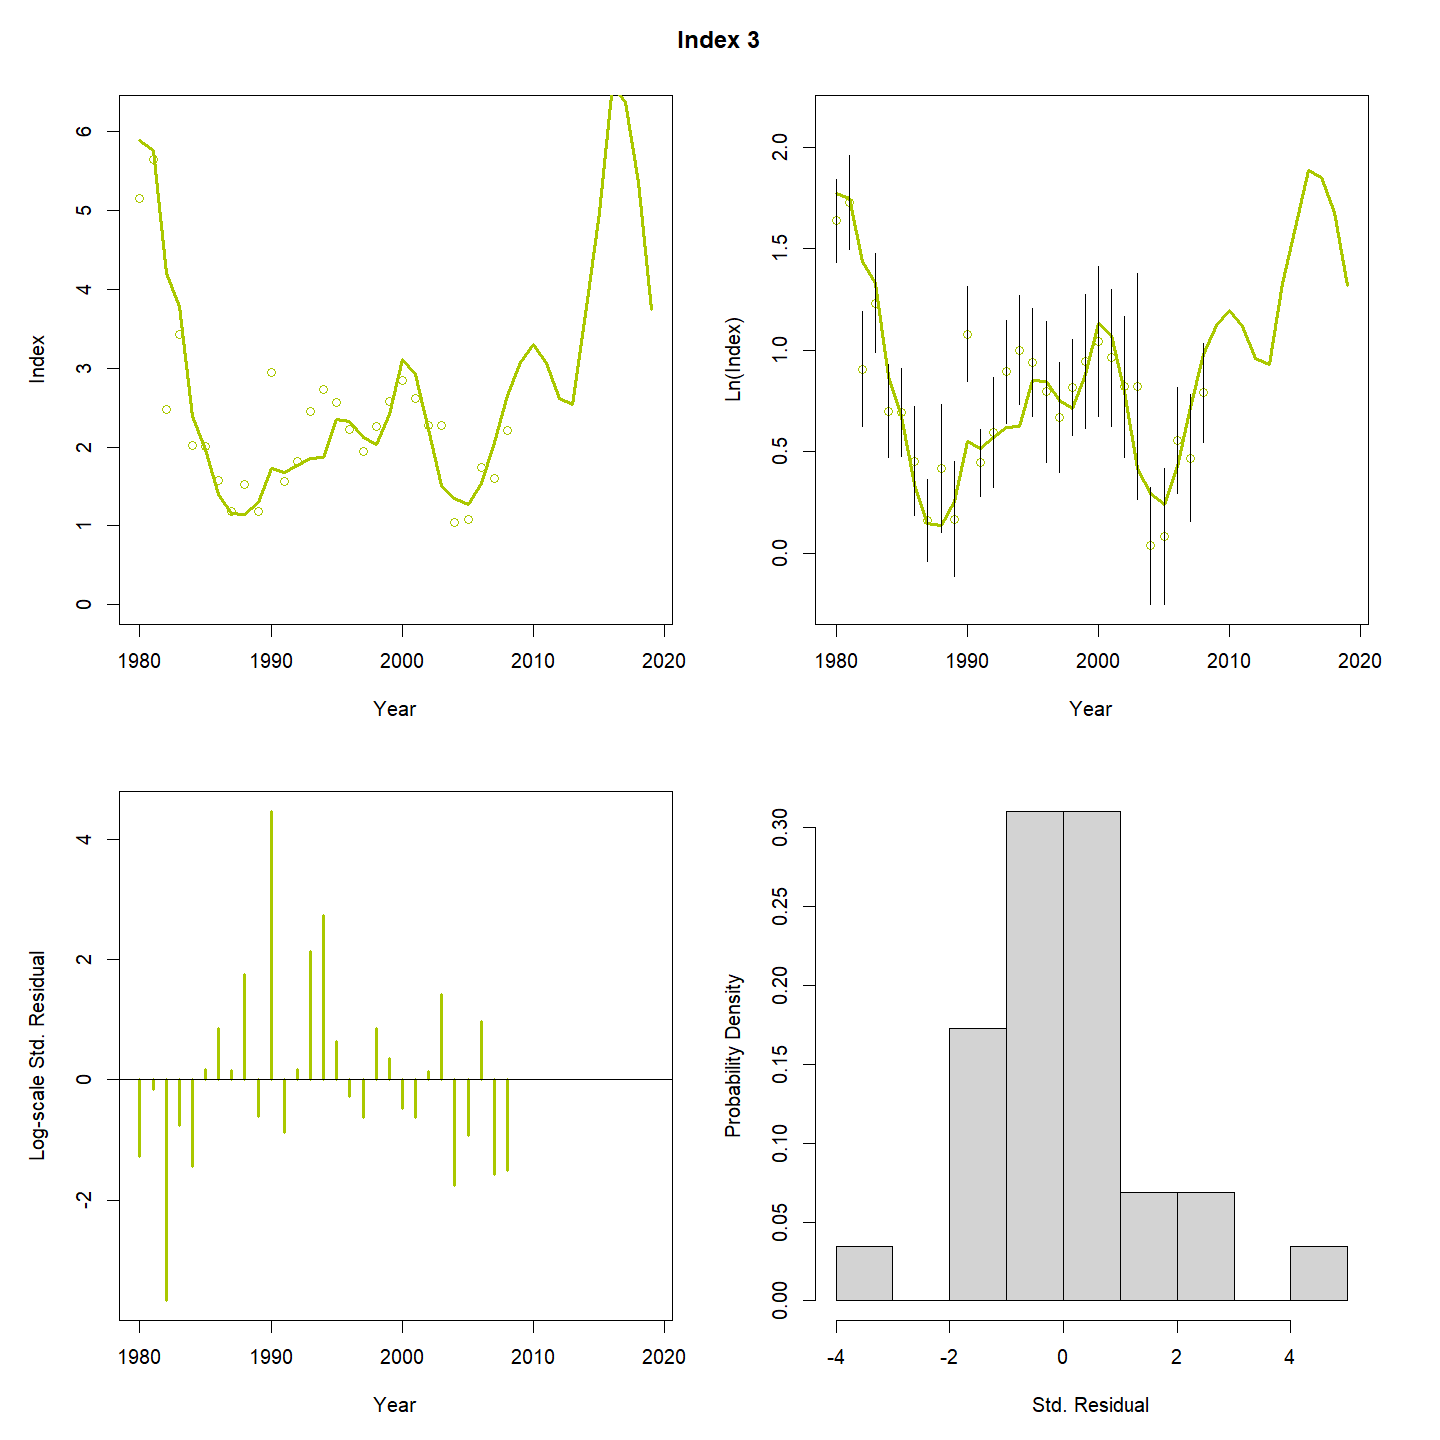 Index 3
6
5
4
3
2
1
0
Index
1980 1990 2000 2010 2020
Year
2.0
1.5
1.0
0.5
0.0
Ln(Index)
1980 1990 2000 2010 2020
Year
4
2
0
-2
Log-scale Std. Residual
1980 1990 2000 2010 2020
Year
0.30
0.25
0.20
0.15
0.10
0.05
0.00
Probability Density
-4 -2 0 2 4
Std. Residual